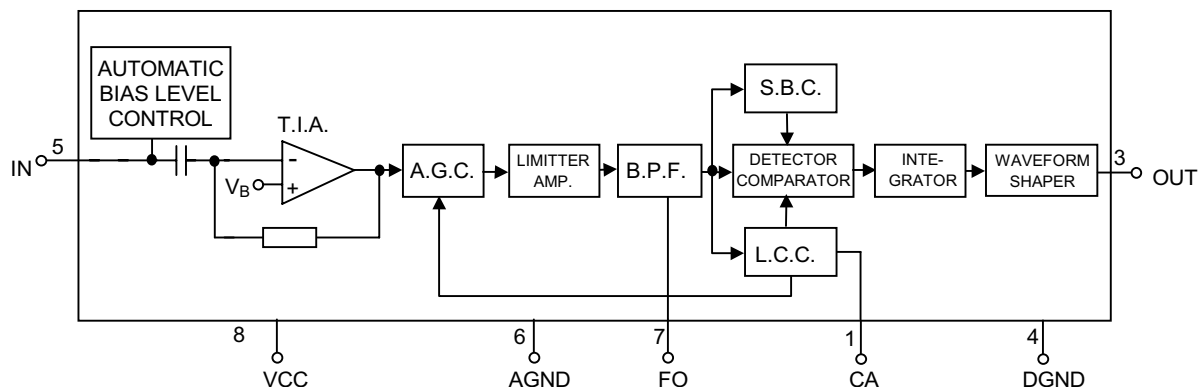 AUTOMATIC
BIAS LEVEL
CONTROL
S.B.C.
T.I.A.
5
IN
-
VB
+
A.G.C.
LIMITTER
AMP.
B.P.F.
DETECTOR
COMPARATOR
INTE-
GRATOR
WAVEFORM
SHAPER
3
OUT
L.C.C.
8
6
7
1
4
VCC
AGND
FO
CA
DGND